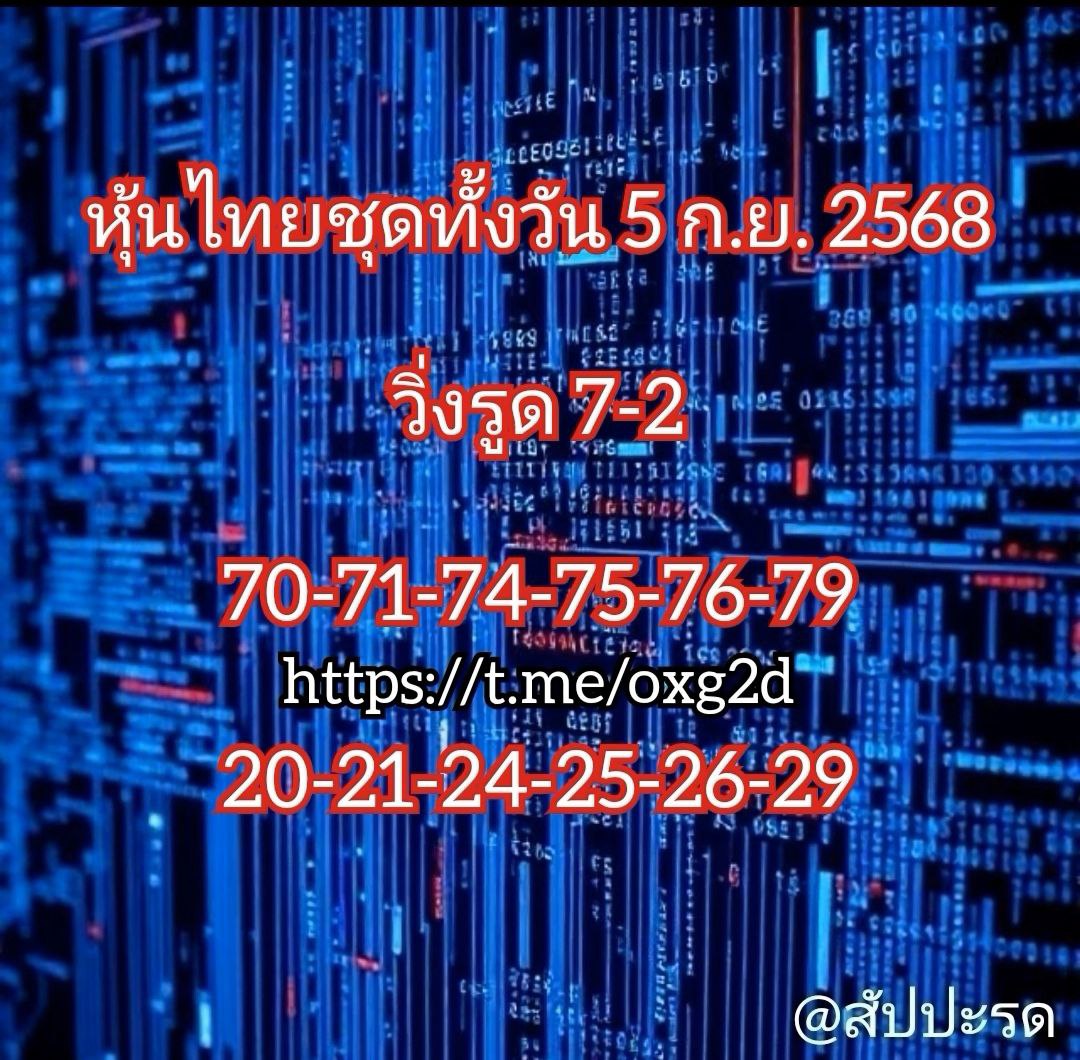 หุ้นไทยชุดทั้งวัน 5 ก.ย. 2568
วิ่งรูด 7-2
70-71-74-75-76-79
https://t.me/oxg2d
20-21-24-25-26-29
@สัปปะรด